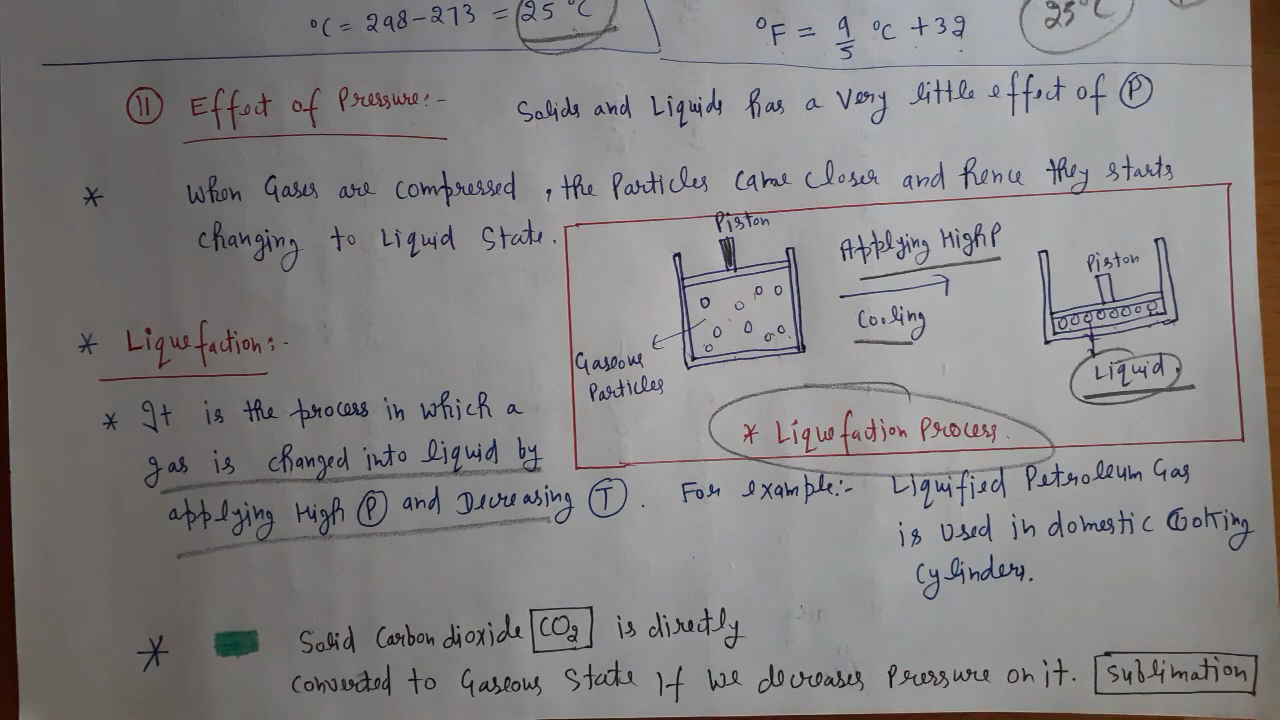 °C = 298-273 = 25°C
°F = 9/5 °C + 32
25°C
11 Effect of Pressure:- Solids and Liquids has a very little effect of P
* When Gases are compressed, the Particles came closer and hence they starts
changing to Liquid State.
Piston
Applying High P
Cooling
Piston
Gaseous
Particles
Liquid
* Liquefaction Process.
* Liquefaction:-
* It is the process in which a
gas is changed into liquid by
applying High P and Decreasing T.
For example:- Liquified Petroleum Gas
is used in domestic Cooking
Cylinders.
* Solid Carbon dioxide CO2 is directly
converted to Gaseous State If we decreases Pressure on it. Sublimation